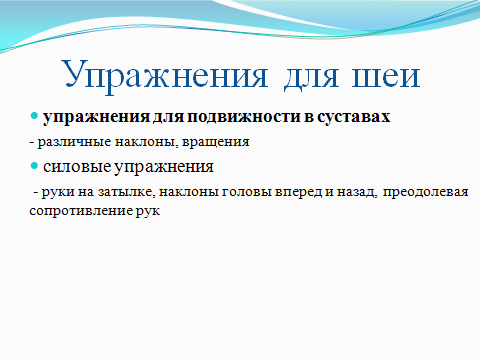 Упражнения для шеи
упражнения для подвижности в суставах
- различные наклоны, вращения
силовые упражнения
- руки на затылке, наклоны головы вперед и назад, преодолевая
сопротивление рук